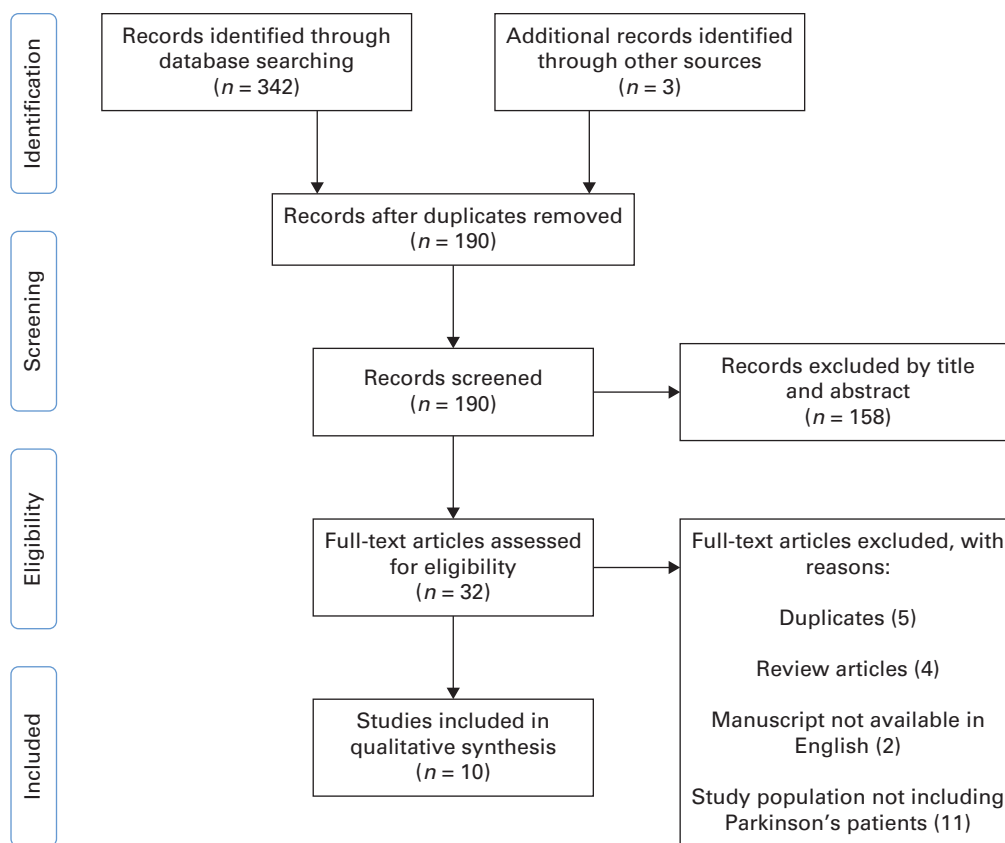 Identification
Records identified through
database searching
(n = 342)
Additional records identified
through other sources
(n = 3)
Records after duplicates removed
(n = 190)
Screening
Records screened
(n = 190)
Records excluded by title
and abstract
(n = 158)
Eligibility
Full-text articles assessed
for eligibility
(n = 32)
Full-text articles excluded, with
reasons:
Duplicates (5)
Review articles (4)
Manuscript not available in
English (2)
Study population not including
Parkinson's patients (11)
Included
Studies included in
qualitative synthesis
(n = 10)